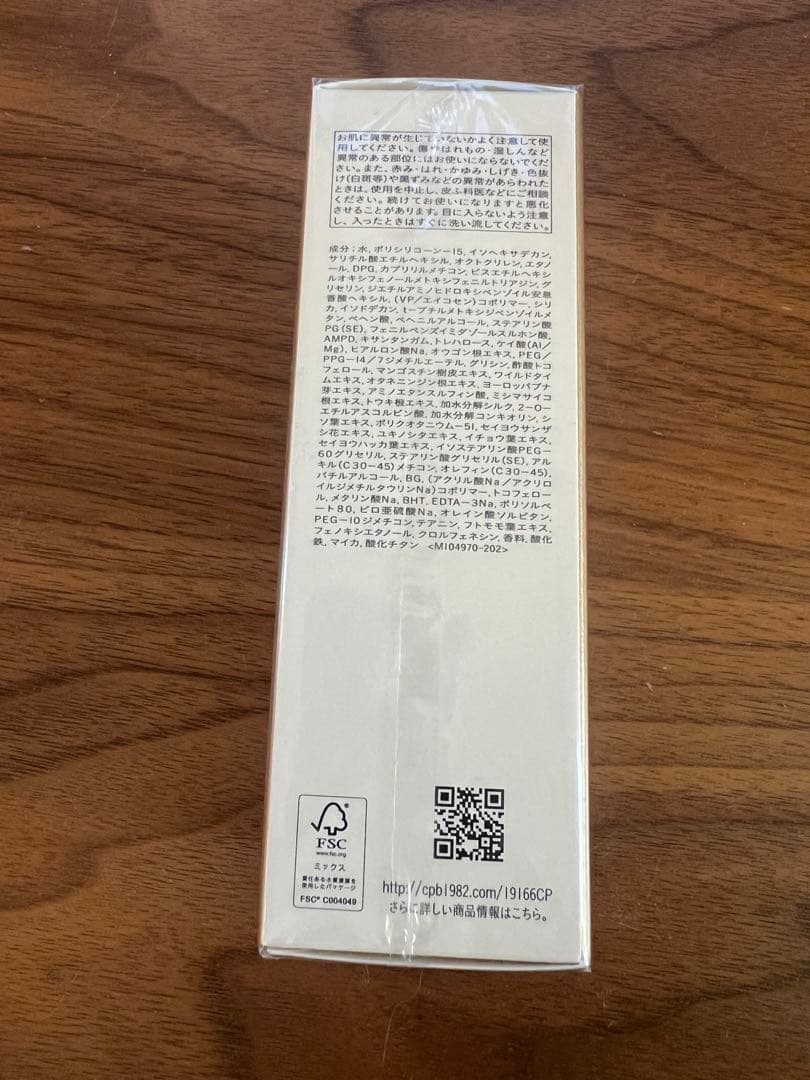 お肌に異常が生じていないかよく注意して使
用してください。傷やはれもの・湿しんなど
異常のある部位にはお使いにならないでくだ
さい。また、赤み・はれ・かゆみ・しげき・色抜
け(白斑等)や黒ずみなどの異常があらわれた
ときは、使用を中止し、皮ふ科医などにご相談
ください。続けてお使いになりますと悪化
させることがあります。目に入らないよう注意
し、入ったときはすぐに洗い流してください。
成分:水, ポリシリコーン-15, イソヘキサデカン,
サリチル酸エチルヘキシル, オクトクリレン, エタノ
ール, DPG, カプリリルメチコン, ビスエチルヘキシ
ルオキシフェノールメトキシフェニルトリアジン, グ
リセリン, ジエチルアミノヒドロキシベンゾイル安息
香酸ヘキシル, (VP/エイコセン)コポリマー, シリ
カ, イソドデカン, t-ブチルメトキシジベンゾイルメ
タン, ベヘン酸, ベヘニルアルコール, ステアリン酸
PG(SE), フェニルベンズイミダゾールスルホン酸,
AMPD, キサンタンガム, トレハロース, ケイ酸(Al/
Mg), ヒアルロン酸Na, オウゴン根エキス, PEG/
PPG-14/7ジメチルエーテル, グリシン, 酢酸トコ
フェロール, マンゴスチン樹皮エキス, ワイルドタイ
ムエキス, オタネニンジン根エキス, ヨーロッパブナ
芽エキス, アミノエタンスルフィン酸, ミシマサイコ
根エキス, トウキ根エキス, 加水分解シルク, 2-O-
エチルアスコルビン酸, 加水分解コンキオリン, シ
ソ葉エキス, ポリクオタニウム-51, セイヨウサンザ
シ花エキス, ユキノシタエキス, イチョウ葉エキス,
セイヨウハッカ葉エキス, イソステアリン酸PEG-
60グリセリル, ステアリン酸グリセリル(SE), アル
キル(C30-45)メチコン, オレフィン(C30-45),
バチルアルコール, BG, (アクリル酸Na/アクリロ
イルジメチルタウリンNa)コポリマー, トコフェロー
ル, メタリン酸Na, BHT, EDTA-3Na, ポリソルベ
ート80, ピロ亜硫酸Na, オレイン酸ソルビタン,
PEG-10ジメチコン, テアニン, フトモモ葉エキス,
フェノキシエタノール, クロルフェネシン, 香料, 酸化
鉄, マイカ, 酸化チタン <M104970-202>
FSC
www.fsc.org
ミックス
責任ある木質資源を
使用したパッケージ
FSC® C004049
http://cpb1982.com/19166CP
さらに詳しい商品情報はこちら。